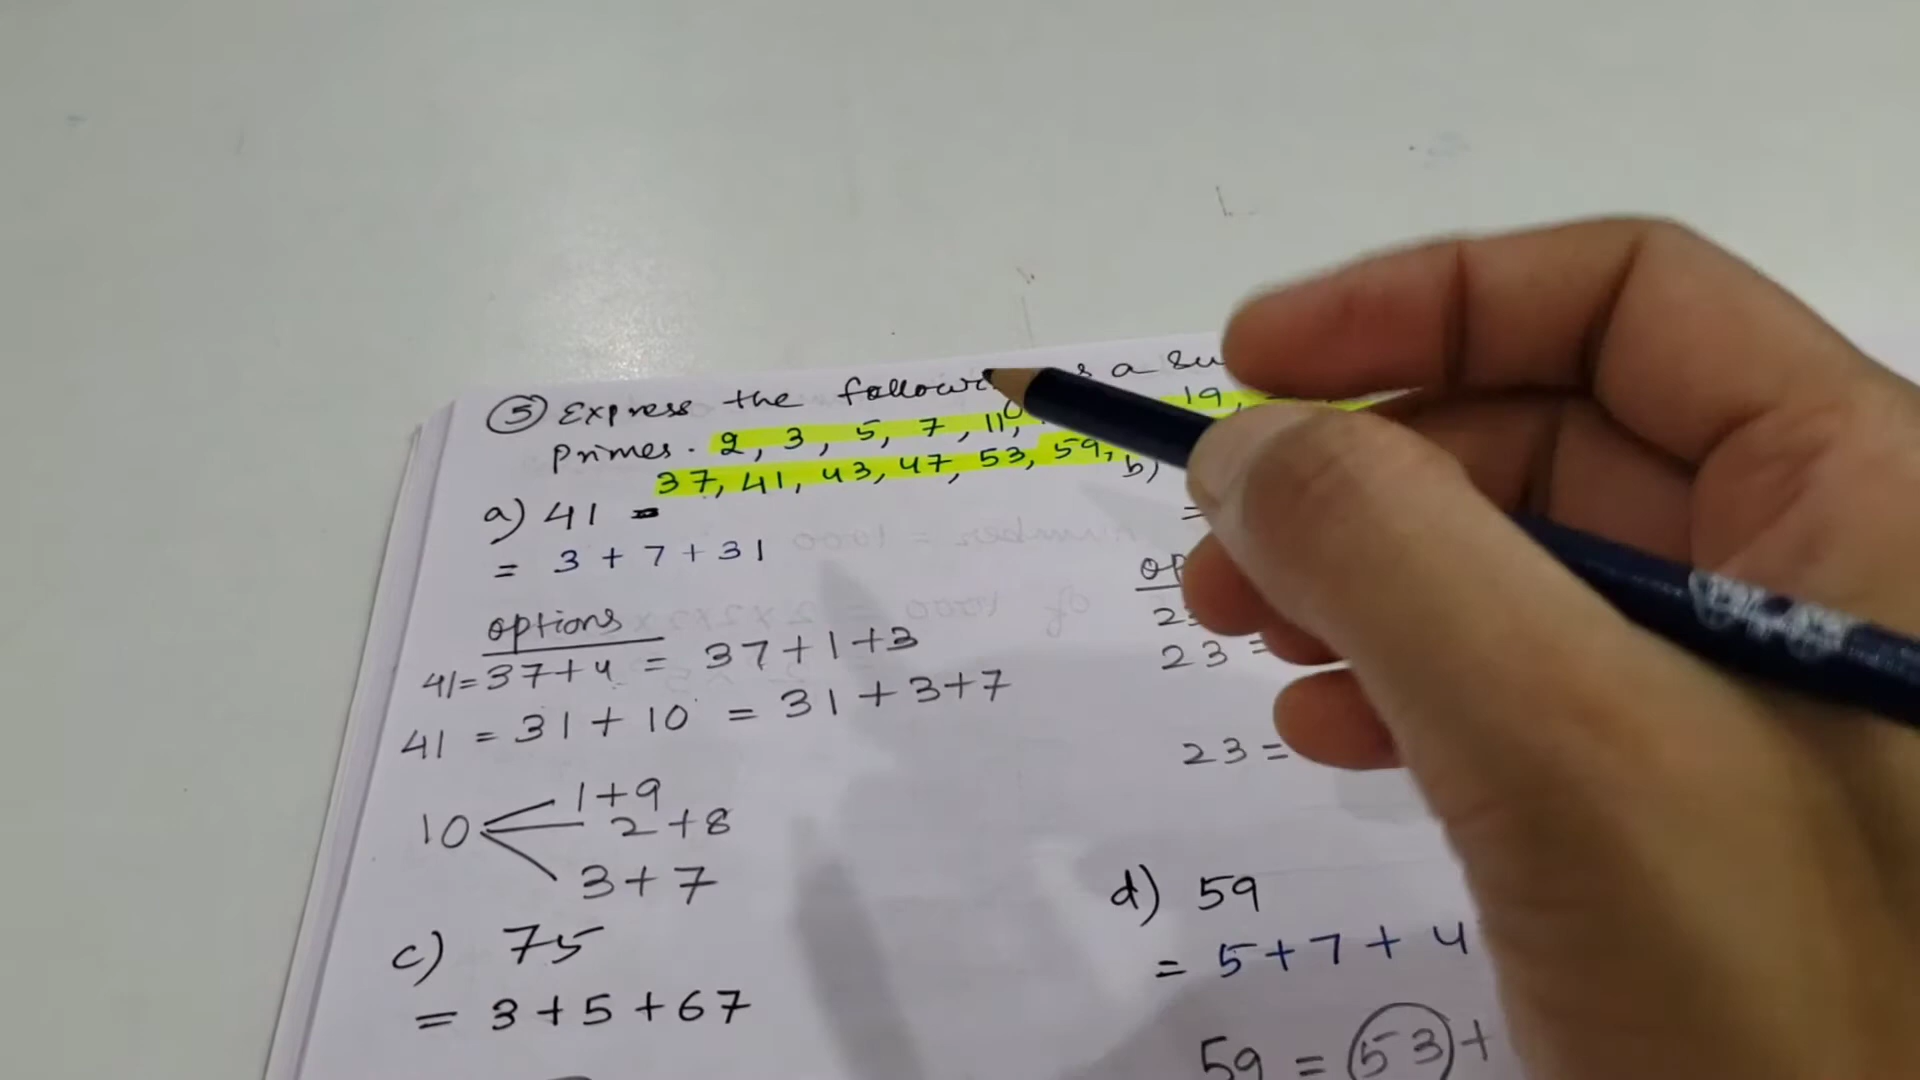 ⑤ Express the a
primes. 2, 3, 5, 7, 11, 19,
37, 41, 43, 47, 53, 59,
a) 41 =
= 3 + 7 + 31
options
41 = 37 + 4 = 37 + 1 + 3
41 = 31 + 10 = 31 + 3 + 7
10 1 + 9
2 + 8
3 + 7
c) 75
= 3 + 5 + 67
b)
=
23 =
23 =
d) 59
= 5 + 7 + 4
59 = 53 +